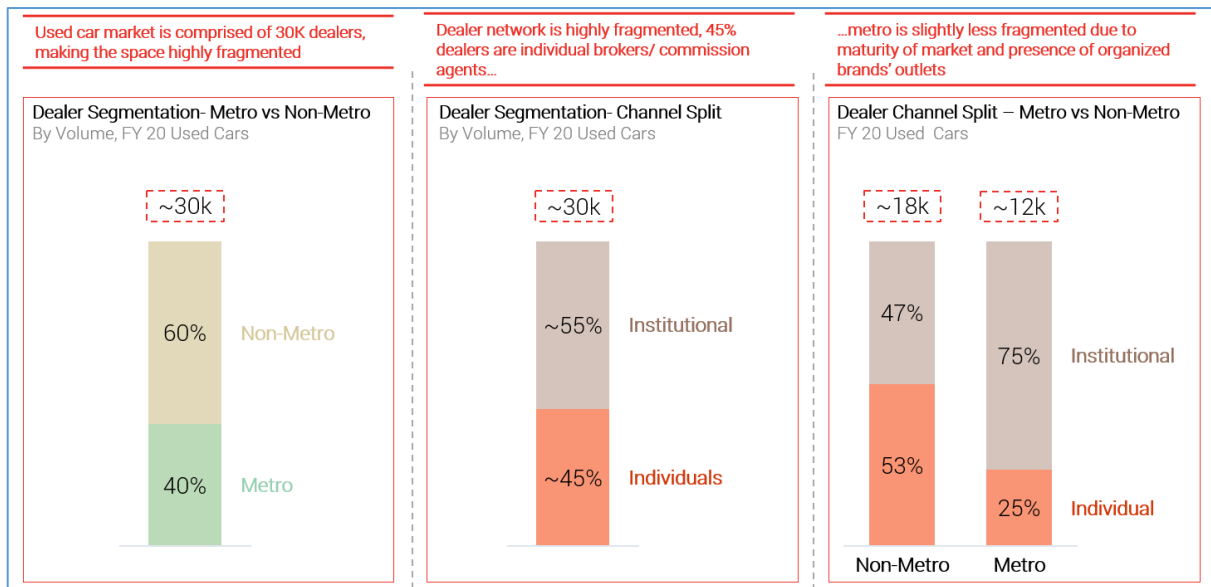 Used car market is comprised of 30K dealers,
making the space highly fragmented
Dealer Segmentation- Metro vs Non-Metro
By Volume, FY 20 Used Cars
~30k
60%
Non-Metro
40%
Metro
Dealer network is highly fragmented, 45%
dealers are individual brokers/ commission
agents...
Dealer Segmentation- Channel Split
By Volume, FY 20 Used Cars
~30k
~55%
Institutional
~45%
Individuals
...metro is slightly less fragmented due to
maturity of market and presence of organized
brands' outlets
Dealer Channel Split – Metro vs Non-Metro
FY 20 Used Cars
~18k
~12k
47%
75%
Institutional
53%
25%
Individual
Non-Metro
Metro